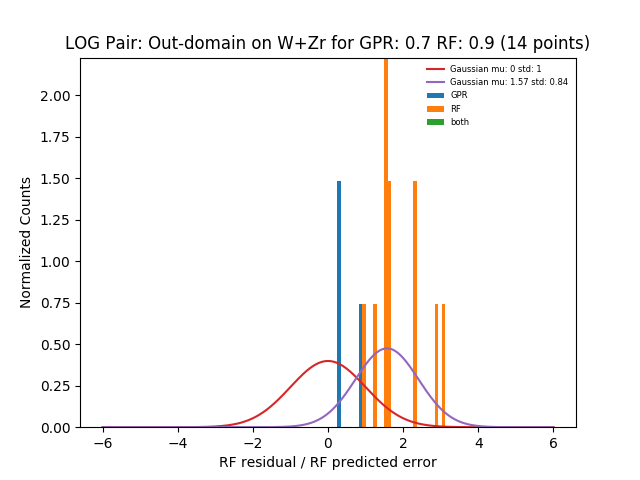 LOG Pair: Out-domain on W+Zr for GPR: 0.7 RF: 0.9 (14 points)
Gaussian mu: 0 std: 1
Gaussian mu: 1.57 std: 0.84
GPR
RF
both
Normalized Counts
2.00
1.75
1.50
1.25
1.00
0.75
0.50
0.25
0.00
−6 −4 −2 0 2 4 6
RF residual / RF predicted error